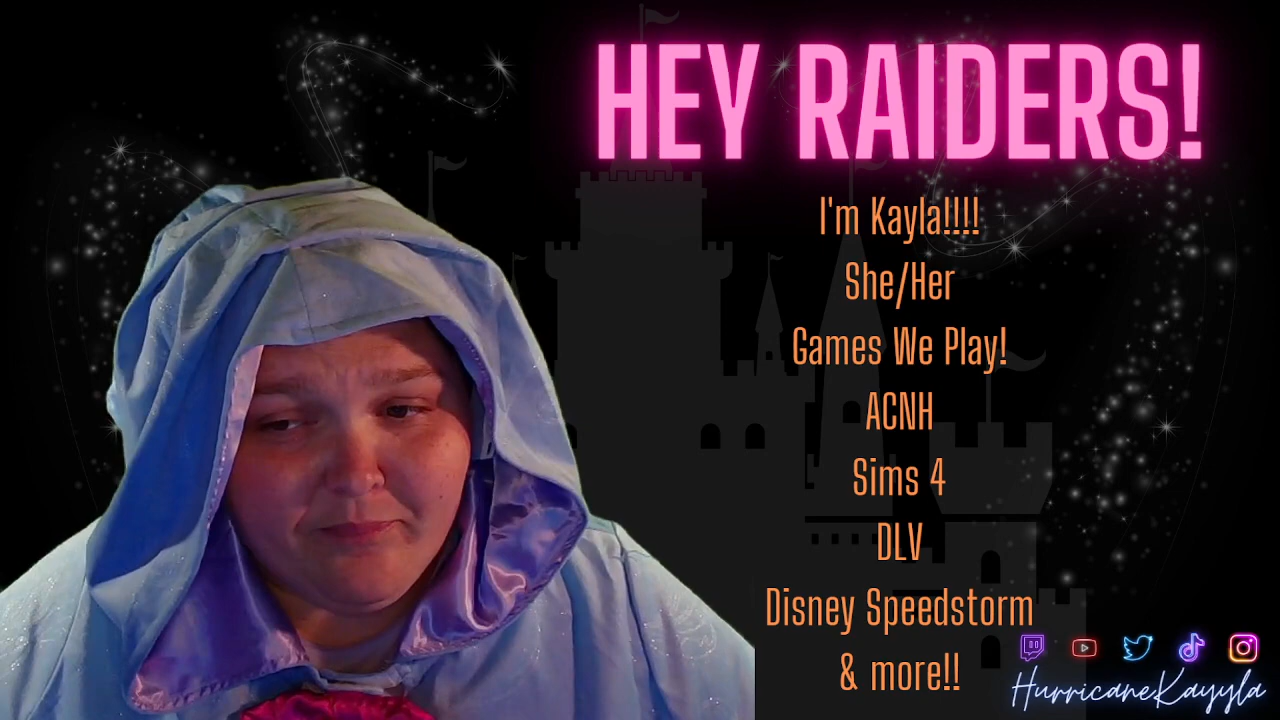 HEY RAIDERS!
I'm Kayla!!!!
She/Her
Games We Play!
ACNH
Sims 4
DLV
Disney Speedstorm
& more!!
HurricaneKayyla